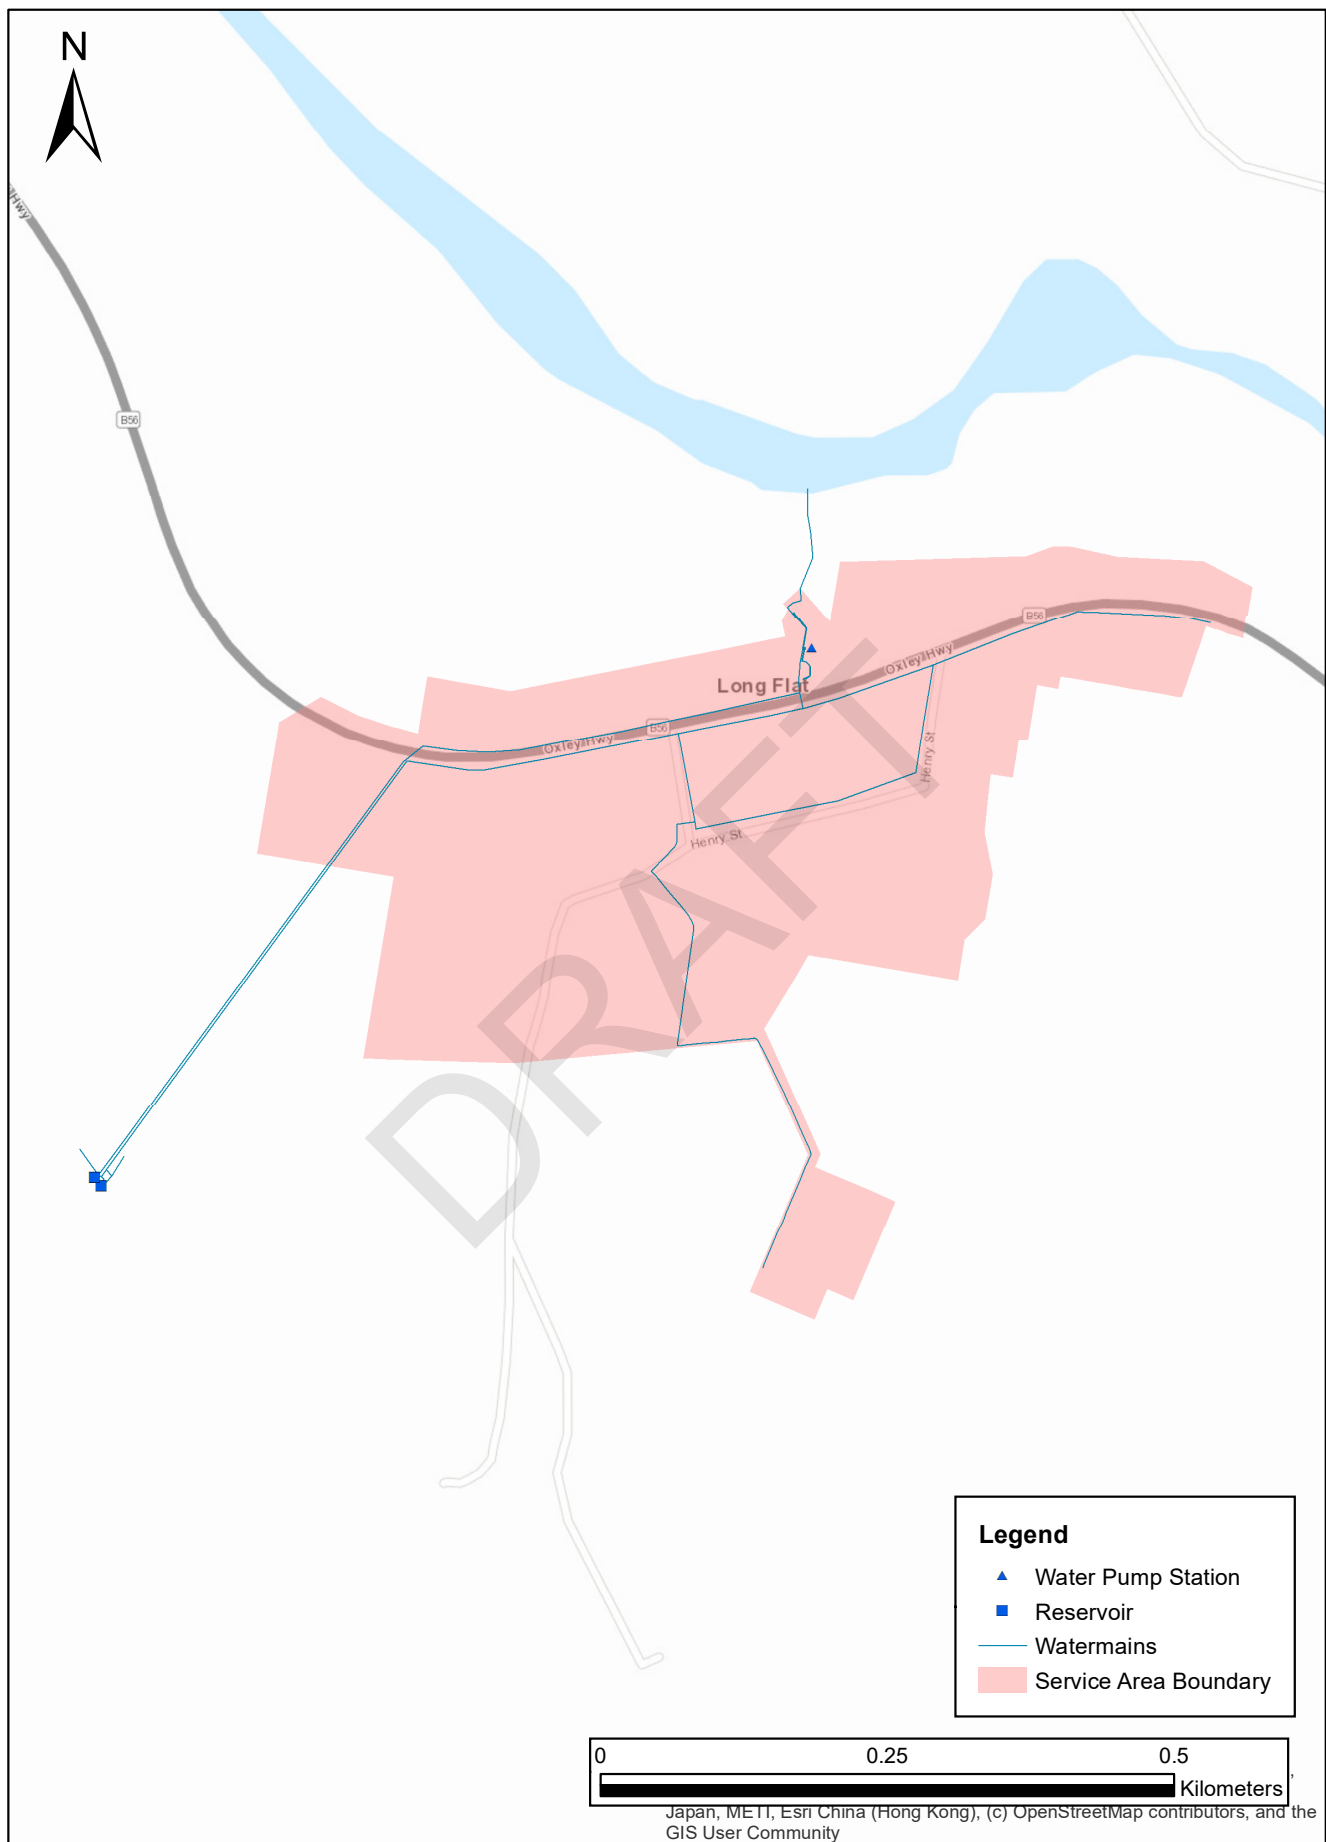 N
Hwy
B56
B56
Oxley Hwy
Long Flat
B56
Oxley Hwy
Henry St
Henry St
DRAFT
Legend
Water Pump Station
Reservoir
Watermains
Service Area Boundary
0 0.25 0.5
Kilometers
,
Japan, METI, Esri China (Hong Kong), (c) OpenStreetMap contributors, and the
GIS User Community